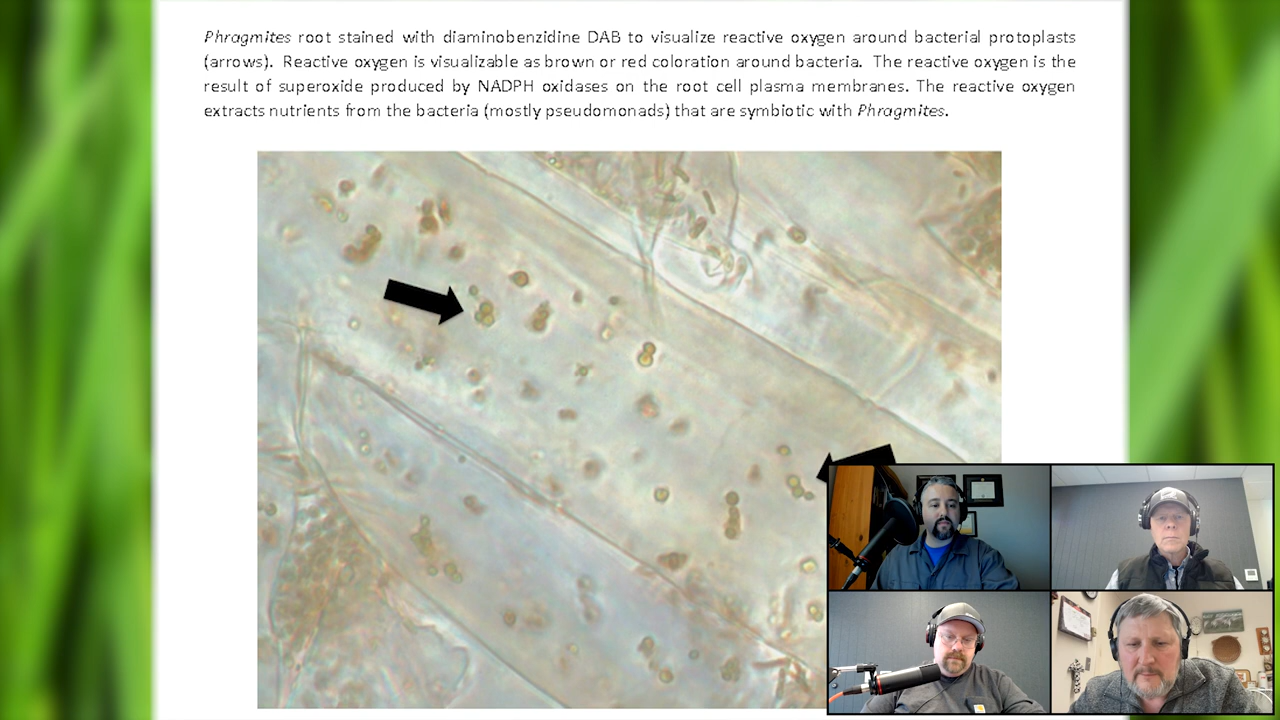 Phragmites root stained with diaminobenzidine DAB to visualize reactive oxygen around bacterial protoplasts
(arrows). Reactive oxygen is visualizable as brown or red coloration around bacteria. The reactive oxygen is the
result of superoxide produced by NADPH oxidases on the root cell plasma membranes. The reactive oxygen
extracts nutrients from the bacteria (mostly pseudomonads) that are symbiotic with Phragmites.